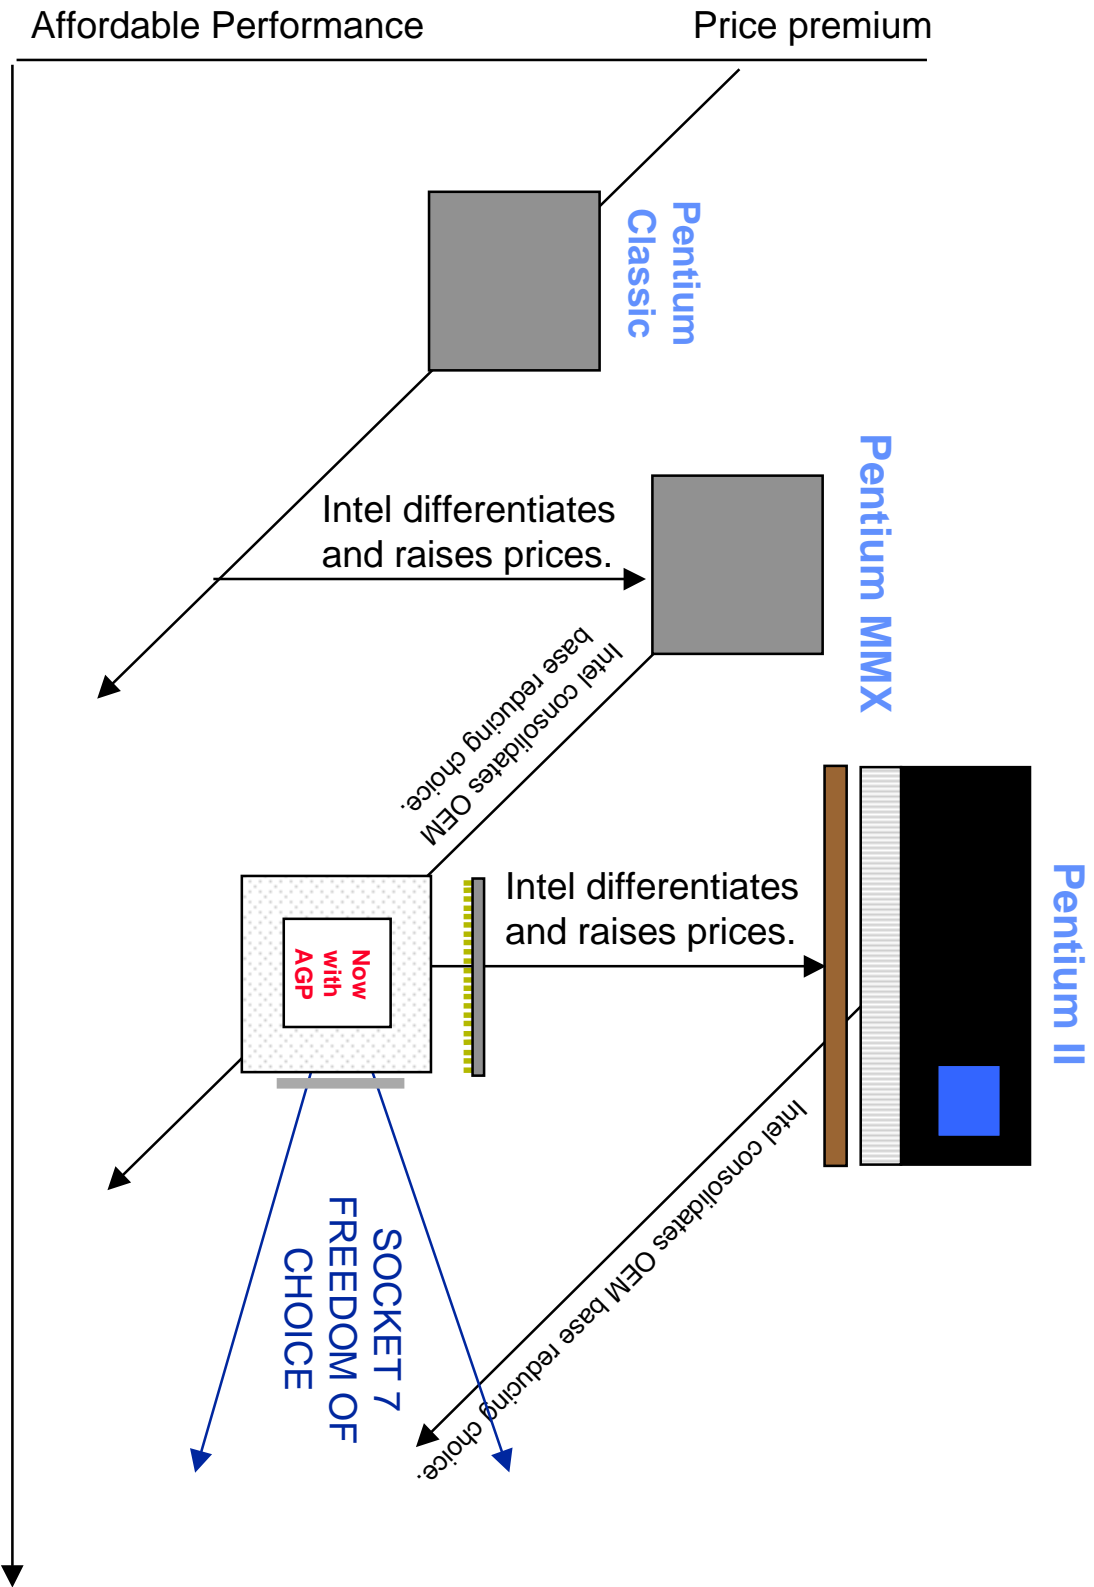 Affordable Performance
Price premium
Pentium
Classic
Intel differentiates
and raises prices.
Pentium MMX
Intel consolidates OEM
base reducing choice.
Intel differentiates
and raises prices.
Pentium II
Now
with
AGP
Intel consolidates OEM base reducing choice.
SOCKET 7
FREEDOM OF
CHOICE